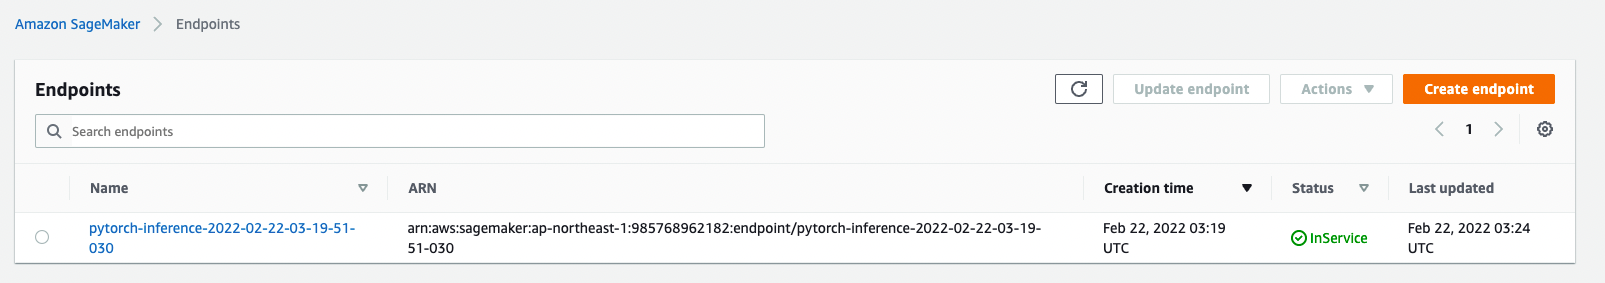 Amazon SageMaker > Endpoints
Endpoints
Update endpoint
Actions
Create endpoint
Search endpoints
1
Name
ARN
Creation time
Status
Last updated
pytorch-inference-2022-02-22-03-19-51-
030
arn:aws:sagemaker:ap-northeast-1:985768962182:endpoint/pytorch-inference-2022-02-22-03-19-
51-030
Feb 22, 2022 03:19
UTC
InService
Feb 22, 2022 03:24
UTC